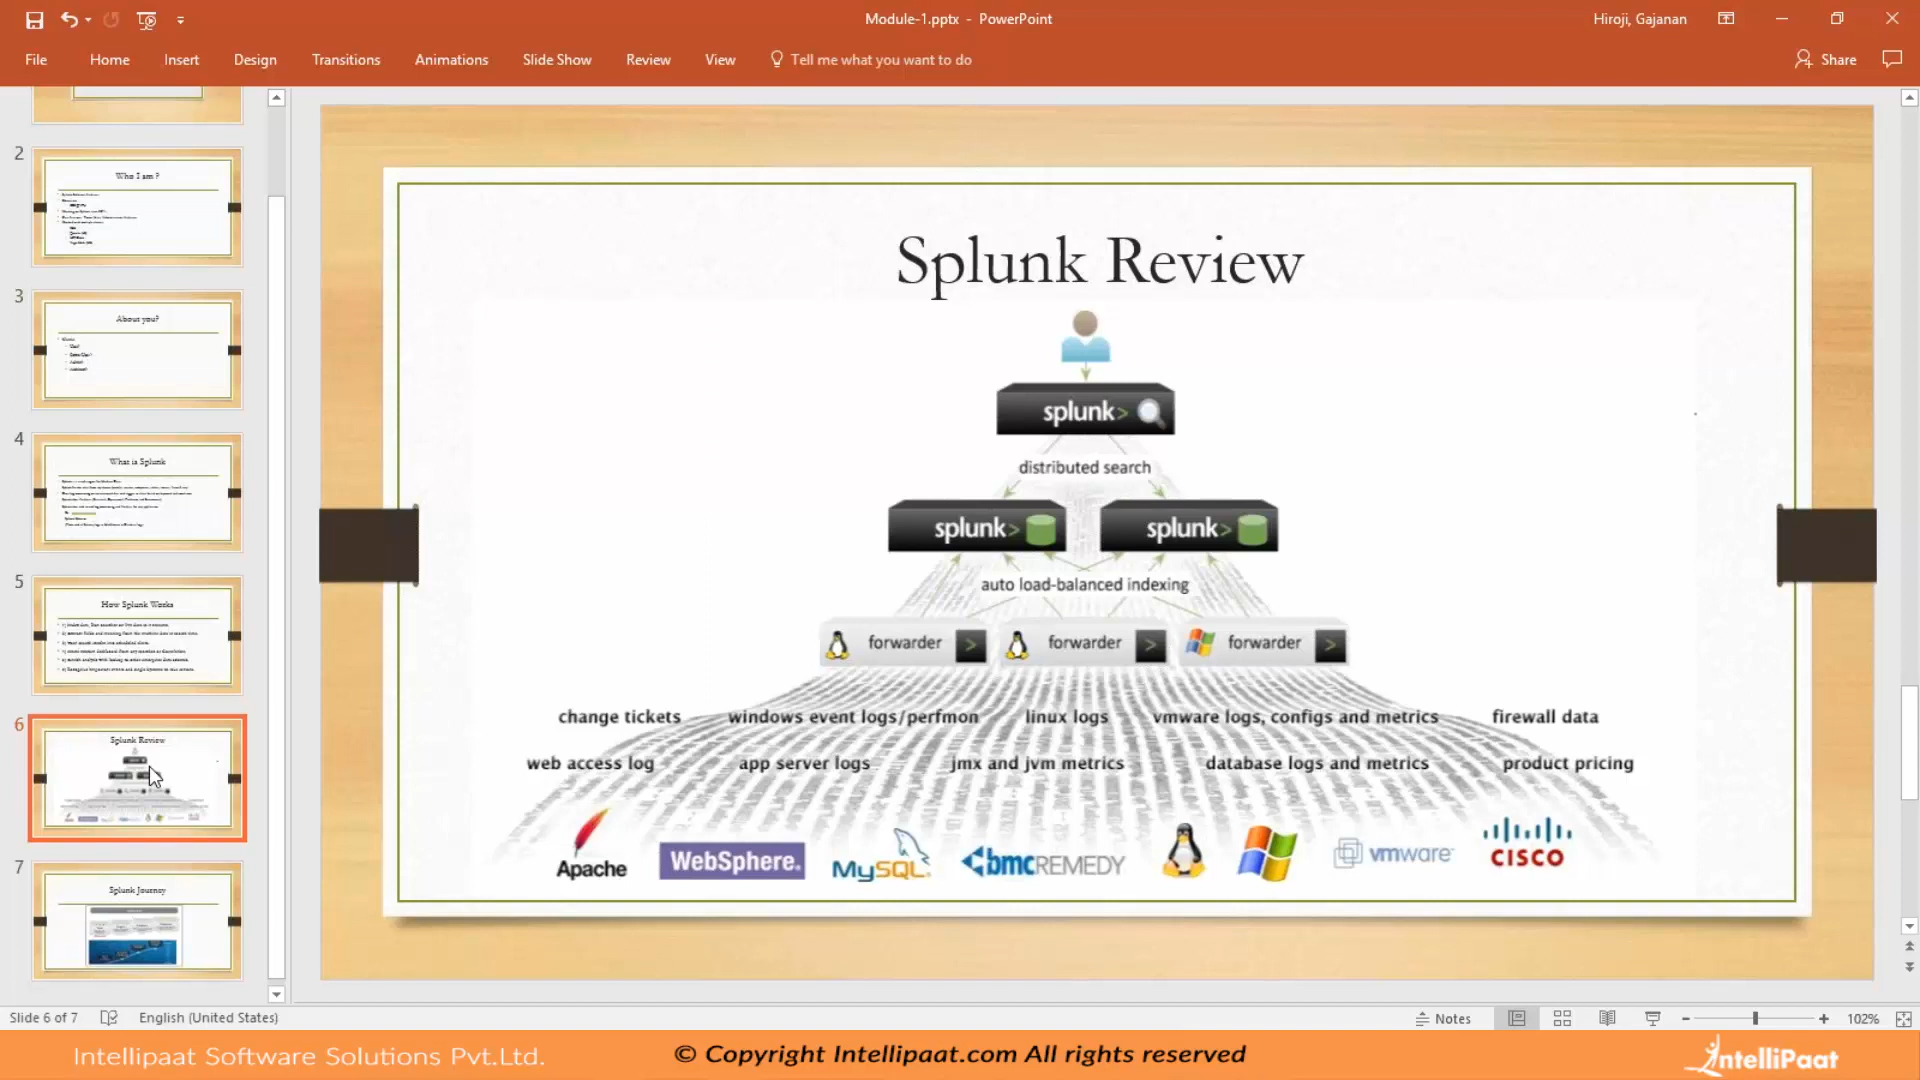 Module-1.pptx - PowerPoint
Hiroji, Gajanan
File Home Insert Design Transitions Animations Slide Show Review View Tell me what you want to do
Share
2
Who I am ?
3
About you?
4
What is Splunk
5
How Splunk Works
6
Splunk Review
7
Splunk Journey
Splunk Review
splunk>
distributed search
splunk> splunk>
auto load-balanced indexing
forwarder > forwarder > forwarder >
change tickets windows event logs/perfmon linux logs vmware logs, configs and metrics firewall data
web access log app server logs jmx and jvm metrics database logs and metrics product pricing
Apache WebSphere. MySQL bmcREMEDY vmware CISCO
Slide 6 of 7 English (United States) Notes 102%
Intellipaat Software Solutions Pvt.Ltd. © Copyright Intellipaat.com All rights reserved IntelliPaat